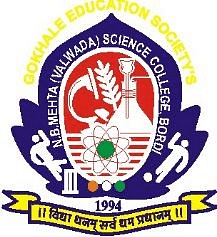 GOKHALE EDUCATION SOCIETY'S
N.B.MEHTA (VALWADA) SCIENCE COLLEGE, BORDI
1994
।। विद्या धनम् सर्व धन प्रधानम् ।।